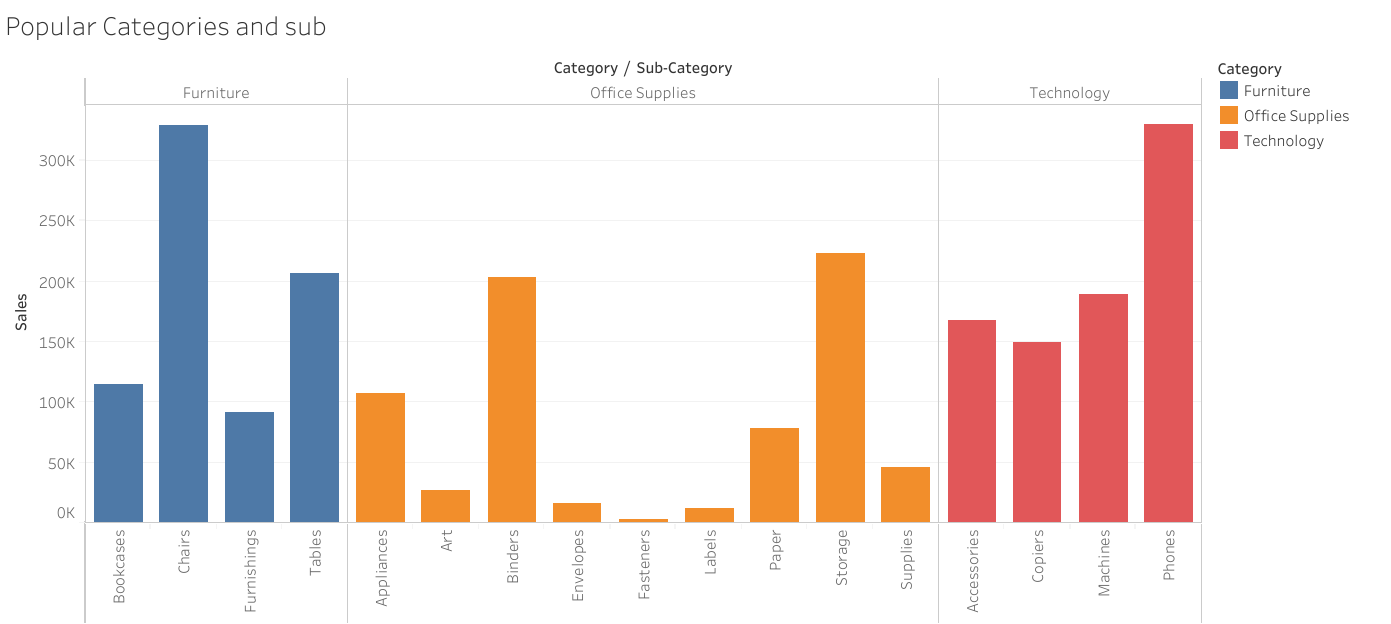 Popular Categories and sub
Category / Sub-Category
Furniture
Office Supplies
Technology
Sales
300K
250K
200K
150K
100K
50K
0K
Bookcases
Chairs
Furnishings
Tables
Appliances
Art
Binders
Envelopes
Fasteners
Labels
Paper
Storage
Supplies
Accessories
Copiers
Machines
Phones
Category
Furniture
Office Supplies
Technology